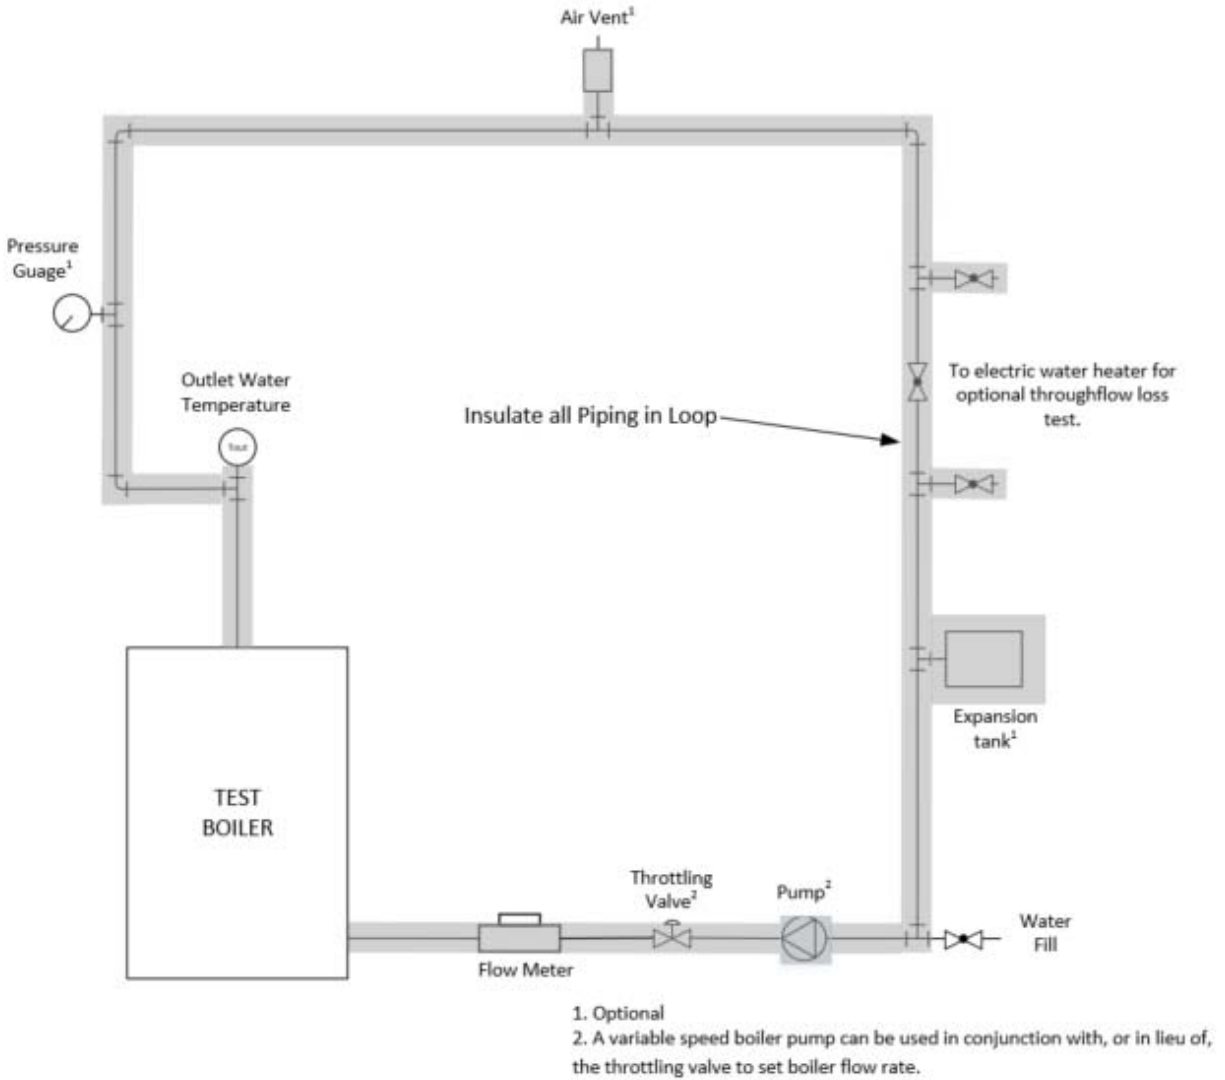 Air Vent¹
Pressure
Guage¹
Outlet Water
Temperature
Tout
Insulate all Piping in Loop
To electric water heater for
optional throughflow loss
test.
Expansion
tank¹
TEST
BOILER
Throttling
Valve²
Pump²
Water
Fill
Flow Meter
1. Optional
2. A variable speed boiler pump can be used in conjunction with, or in lieu of,
the throttling valve to set boiler flow rate.